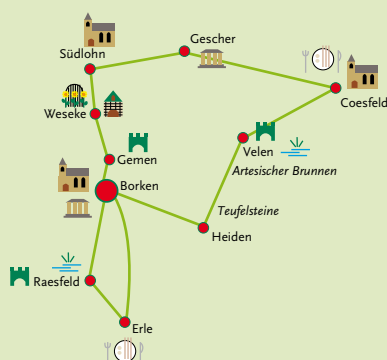 Südlohn
Gescher
Coesfeld
Weseke
Gemen
Velen
Artesischer Brunnen
Borken
Teufelsteine
Heiden
Raesfeld
Erle